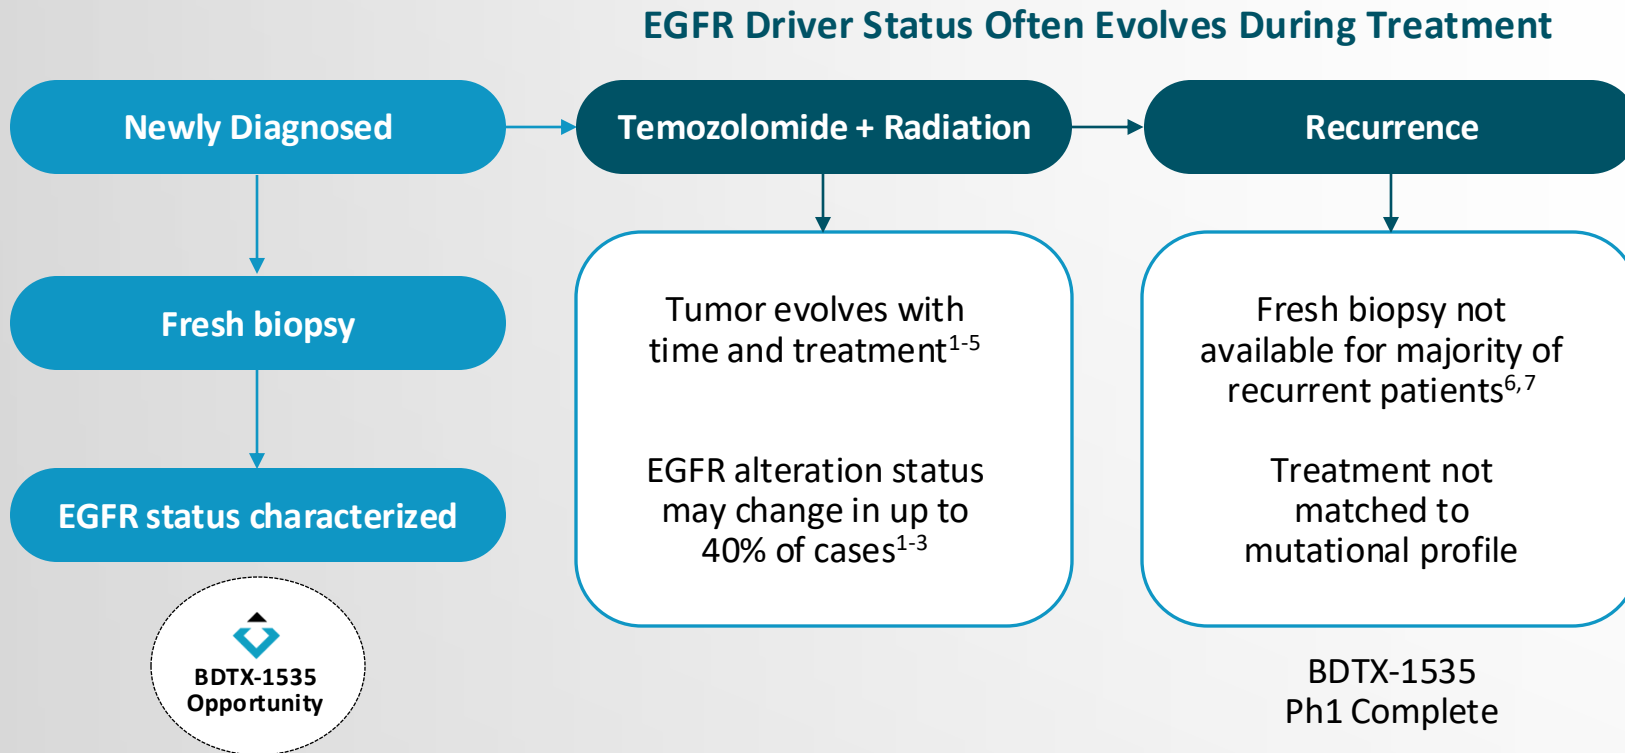 EGFR Driver Status Often Evolves During Treatment
Newly Diagnosed
Temozolomide + Radiation
Recurrence
Fresh biopsy
EGFR status characterized
BDTX-1535
Opportunity
Tumor evolves with
time and treatment1-5
EGFR alteration status
may change in up to
40% of cases1-3
Fresh biopsy not
available for majority of
recurrent patients6,7
Treatment not
matched to
mutational profile
BDTX-1535
Ph1 Complete